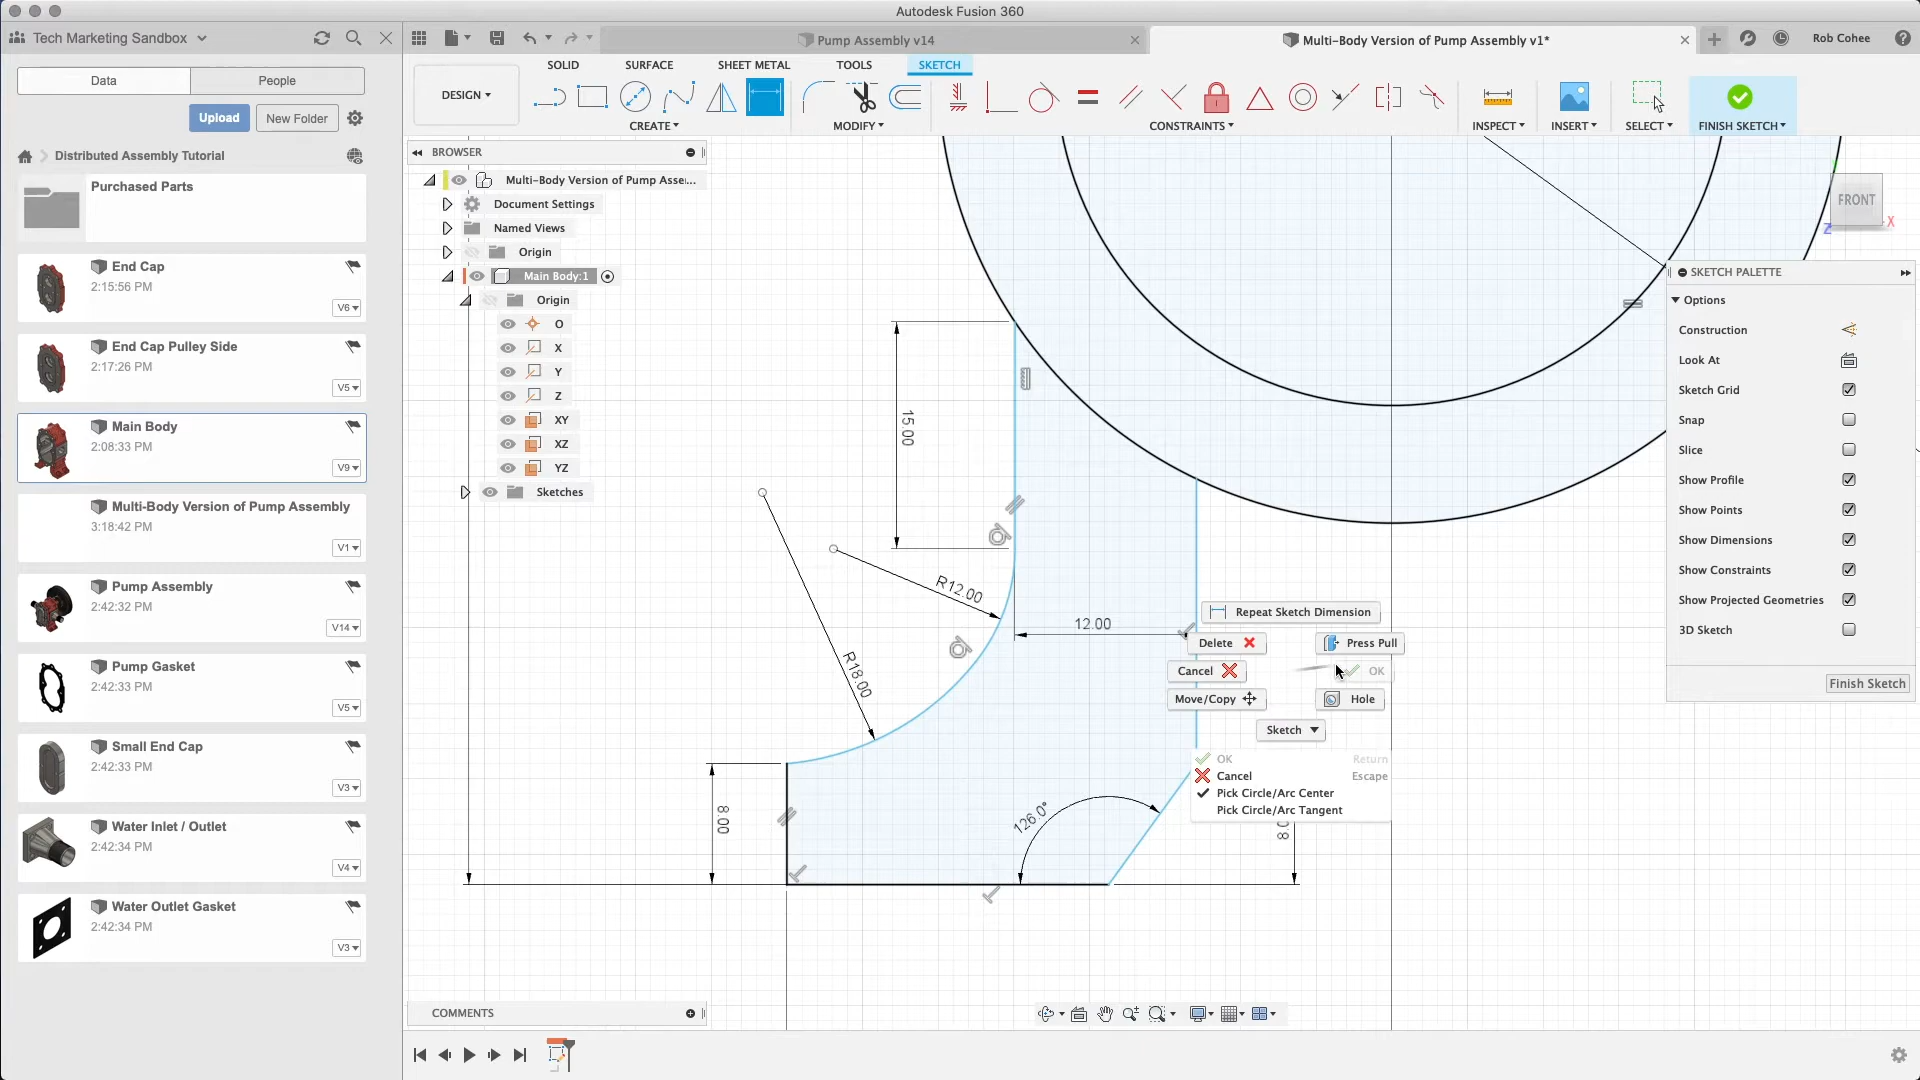 Autodesk Fusion 360
Tech Marketing Sandbox
Pump Assembly v14
Multi-Body Version of Pump Assembly v1*
Rob Cohee
Data
People
Upload
New Folder
Distributed Assembly Tutorial
Purchased Parts
End Cap
2:15:56 PM
V6
End Cap Pulley Side
2:17:26 PM
V5
Main Body
2:08:33 PM
V9
Multi-Body Version of Pump Assembly
3:18:42 PM
V1
Pump Assembly
2:42:32 PM
V14
Pump Gasket
2:42:33 PM
V5
Small End Cap
2:42:33 PM
V3
Water Inlet / Outlet
2:42:34 PM
V4
Water Outlet Gasket
2:42:34 PM
V3
DESIGN
SOLID
SURFACE
SHEET METAL
TOOLS
SKETCH
CREATE
MODIFY
CONSTRAINTS
INSPECT
INSERT
SELECT
FINISH SKETCH
BROWSER
Multi-Body Version of Pump Asse...
Document Settings
Named Views
Origin
Main Body:1
Origin
O
X
Y
Z
XY
XZ
YZ
Sketches
FRONT
X
Z
15.00
R12.00
R18.00
12.00
8.00
126.0°
Repeat Sketch Dimension
Delete
Press Pull
Cancel
OK
Move/Copy
Hole
Sketch
OK Return
Cancel Escape
Pick Circle/Arc Center
Pick Circle/Arc Tangent
SKETCH PALETTE
Options
Construction
Look At
Sketch Grid
Snap
Slice
Show Profile
Show Points
Show Dimensions
Show Constraints
Show Projected Geometries
3D Sketch
Finish Sketch
COMMENTS